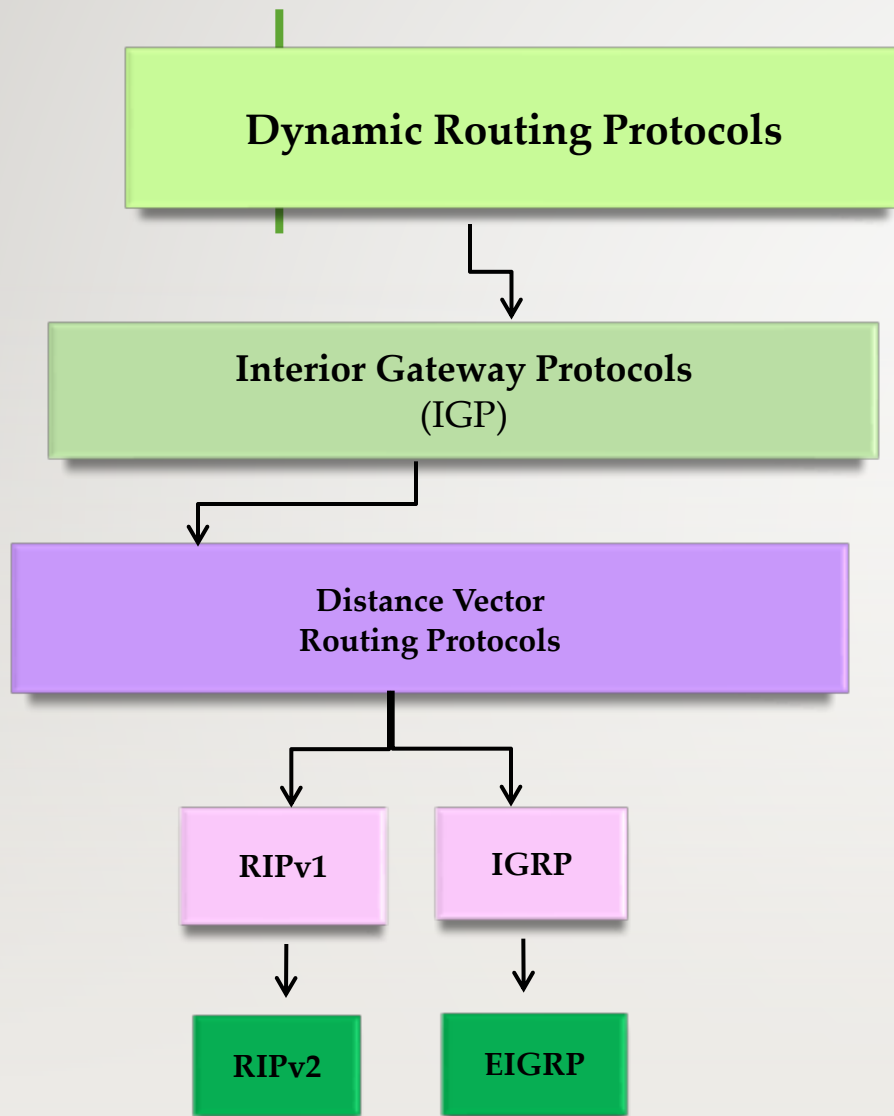 Dynamic Routing Protocols
Interior Gateway Protocols
(IGP)
Distance Vector
Routing Protocols
RIPv1
IGRP
RIPv2
EIGRP